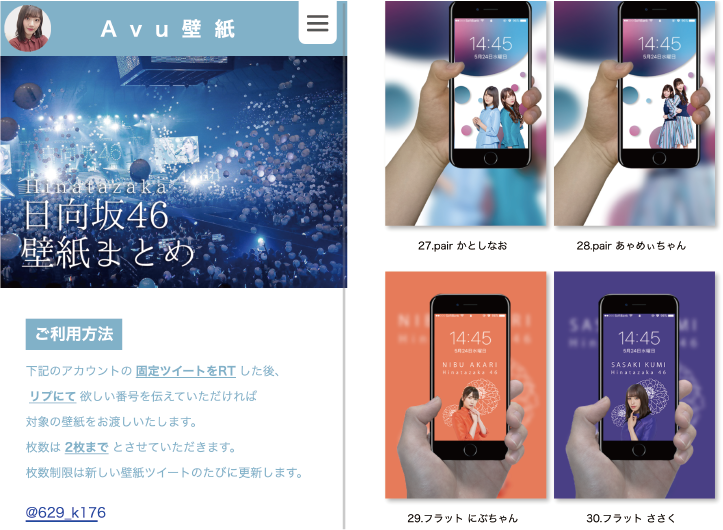 Avu壁紙
日向坂46
Hinatazaka
日向坂46
壁紙まとめ
ご利用方法
下記のアカウントの 固定ツイートをRT した後、
リプにて 欲しい番号を伝えていただければ
対象の壁紙をお渡しいたします。
枚数は 2枚まで とさせていただきます。
枚数制限は新しい壁紙ツイートのたびに更新します。
@629_k176
14:45
5月24日水曜日
27.pair かとしなお
14:45
5月24日水曜日
28.pair あゃめぃちゃん
NIBU AKARI
14:45
5月24日水曜日
NIBU AKARI
Hinatazaka 46
29.フラット にぶちゃん
SASAKI KUMI
14:45
5月24日水曜日
SASAKI KUMI
Hinatazaka 46
30.フラット ささく